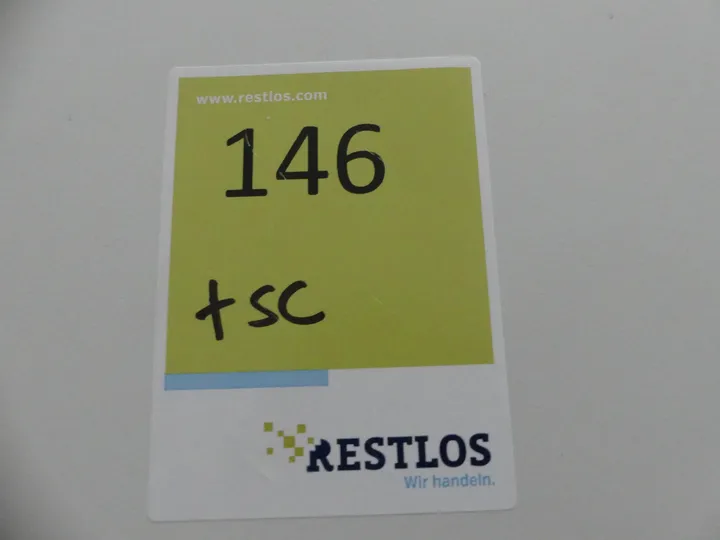 www.restlos.com
146
+ SC
RESTLOS
Wir handeln.